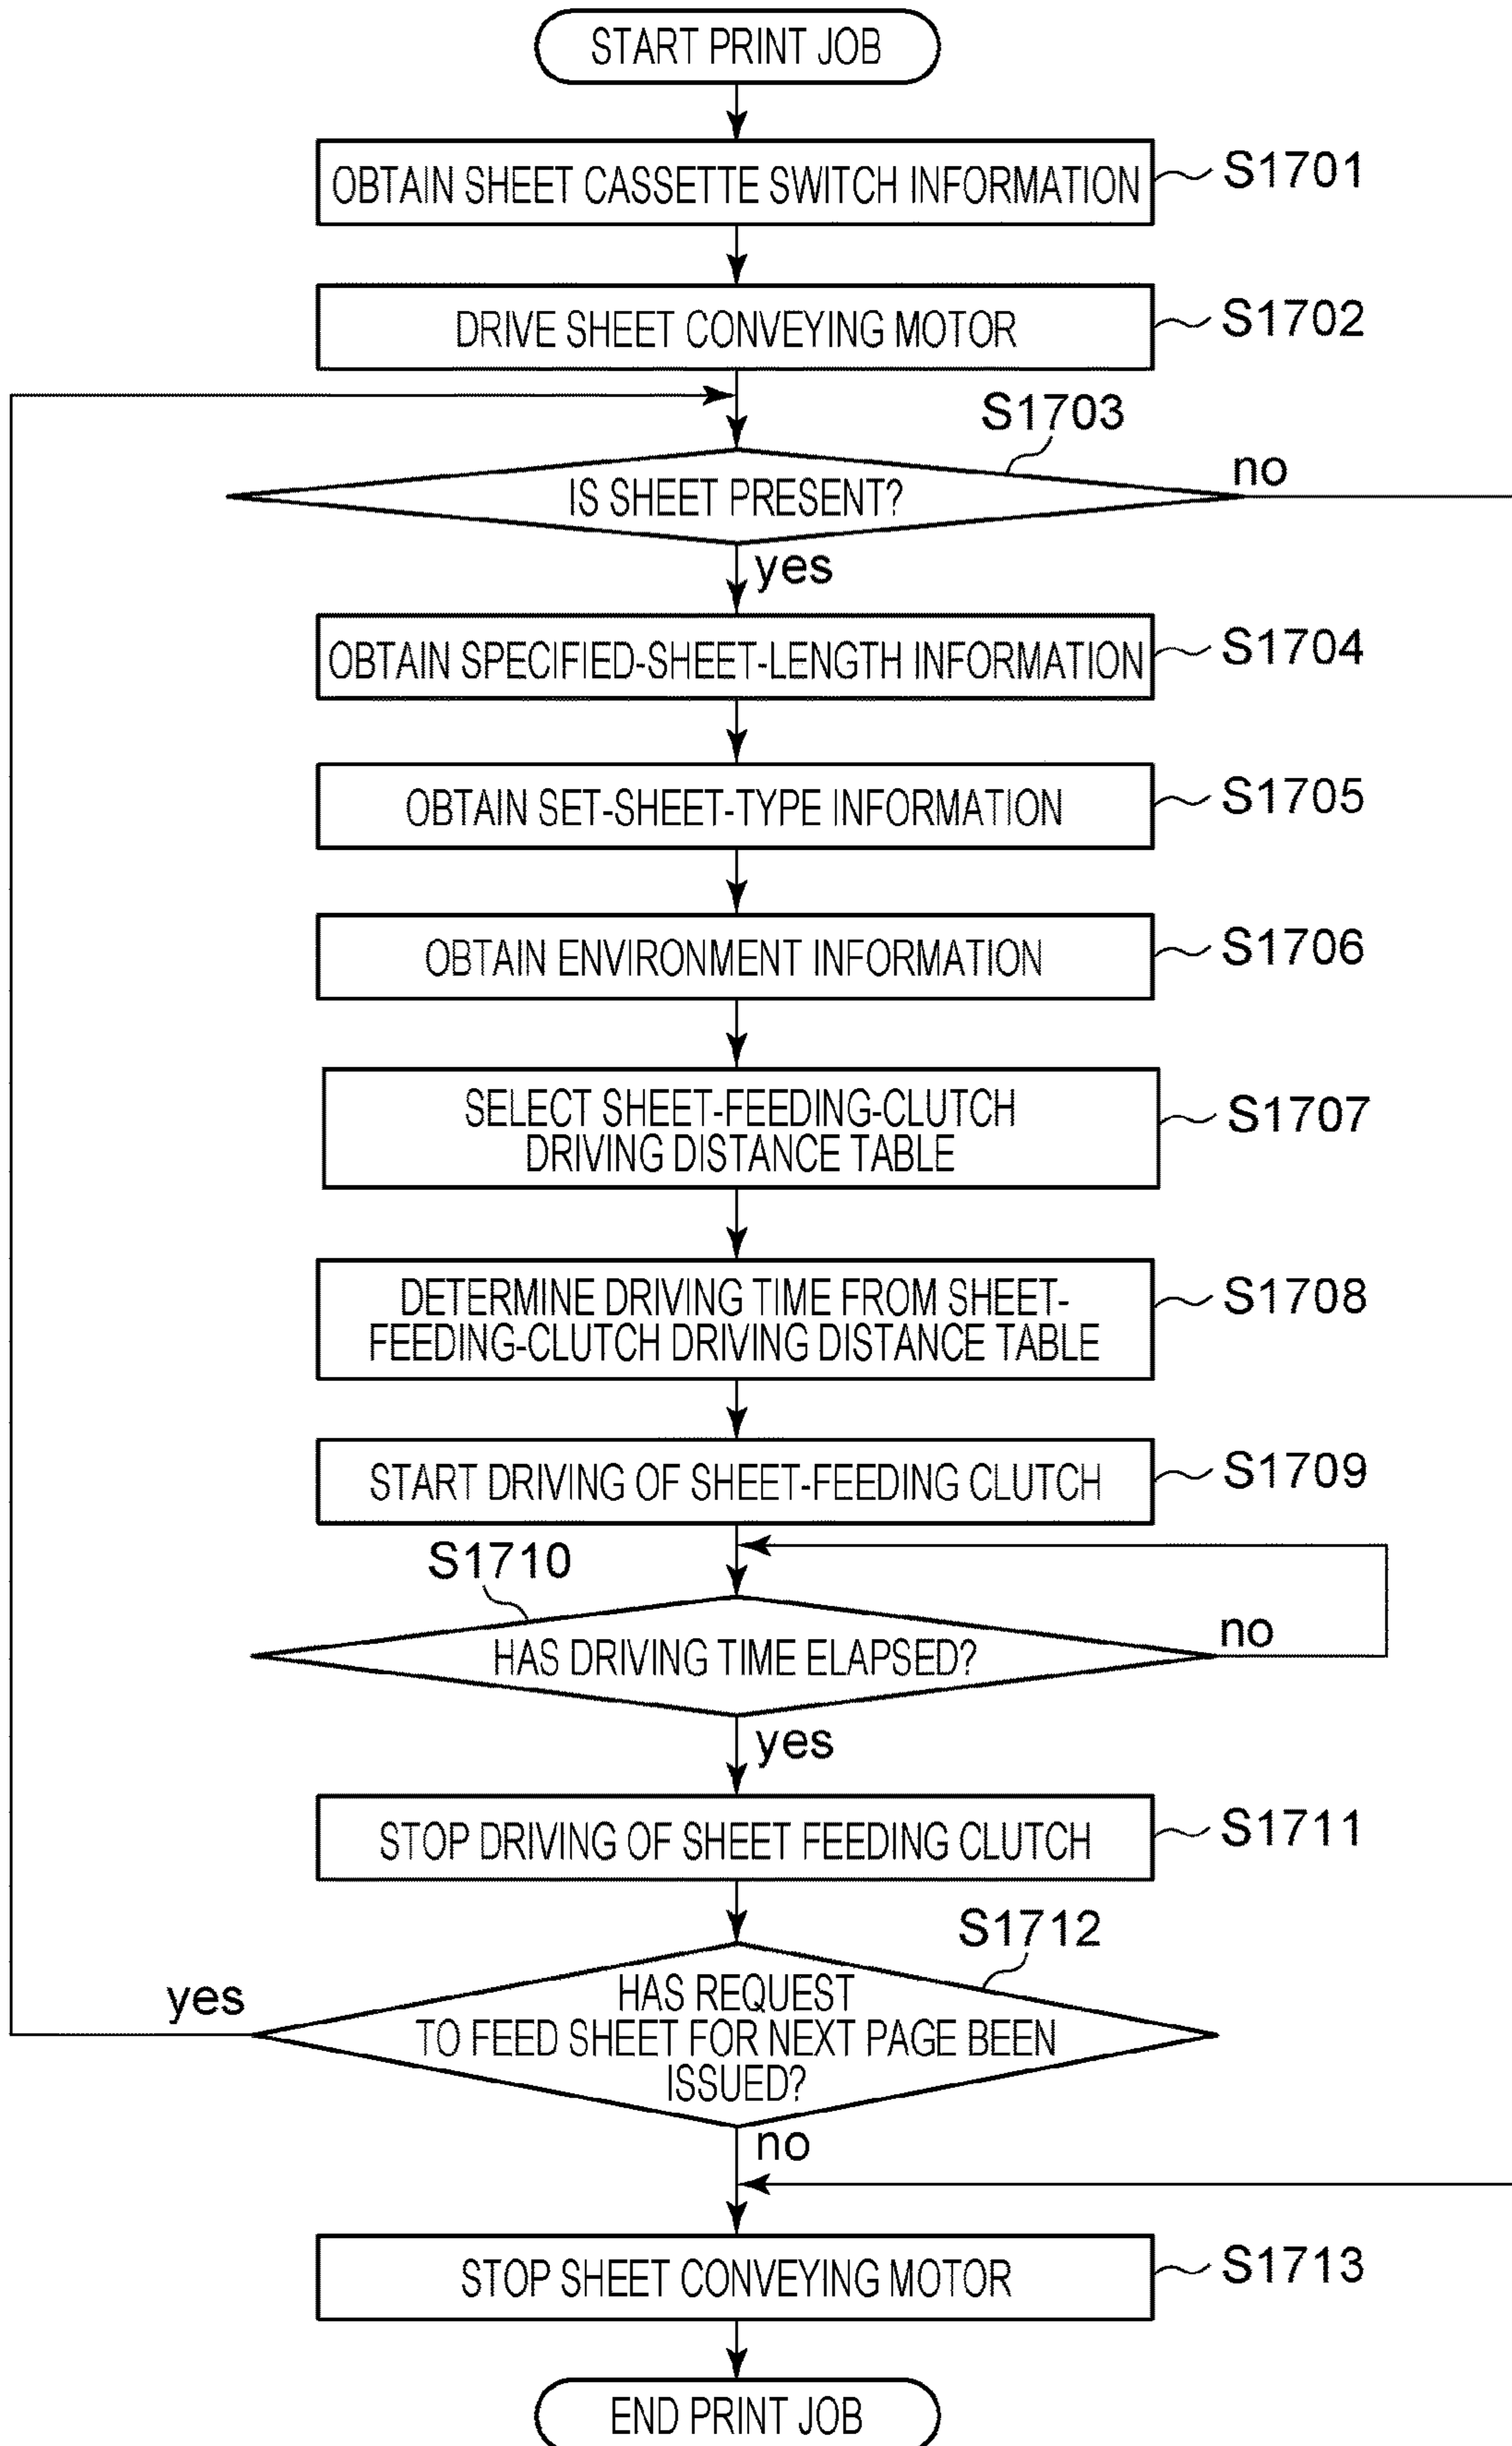 START PRINT JOB
OBTAIN SHEET CASSETTE SWITCH INFORMATION
S1701
DRIVE SHEET CONVEYING MOTOR
S1702
S1703
IS SHEET PRESENT?
no
yes
OBTAIN SPECIFIED-SHEET-LENGTH INFORMATION
S1704
OBTAIN SET-SHEET-TYPE INFORMATION
S1705
OBTAIN ENVIRONMENT INFORMATION
S1706
SELECT SHEET-FEEDING-CLUTCH
DRIVING DISTANCE TABLE
S1707
DETERMINE DRIVING TIME FROM SHEET-
FEEDING-CLUTCH DRIVING DISTANCE TABLE
S1708
START DRIVING OF SHEET-FEEDING CLUTCH
S1709
S1710
HAS DRIVING TIME ELAPSED?
no
yes
STOP DRIVING OF SHEET FEEDING CLUTCH
S1711
S1712
HAS REQUEST
TO FEED SHEET FOR NEXT PAGE BEEN
ISSUED?
yes
no
STOP SHEET CONVEYING MOTOR
S1713
END PRINT JOB